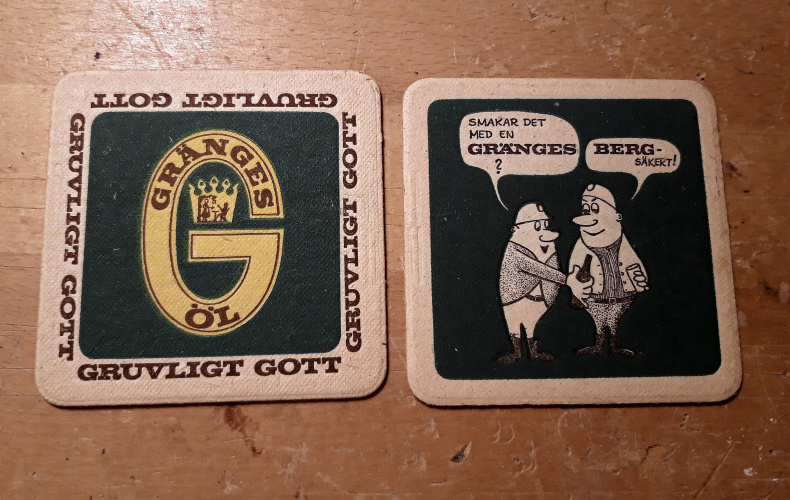 GRUVLIGT GOTT
GRUVLIGT GOTT
GRUVLIGT GOTT
GRÄNGES
G
ÖL
GRUVLIGT GOTT
SMAKAR DET
MED EN
GRÄNGES
?
BERG-
SÄKERT!